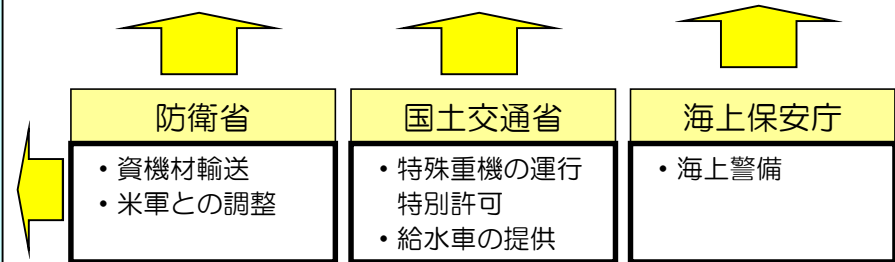 防衛省
・資機材輸送
・米軍との調整
国土交通省
・特殊重機の運行
特別許可
・給水車の提供
海上保安庁
・海上警備